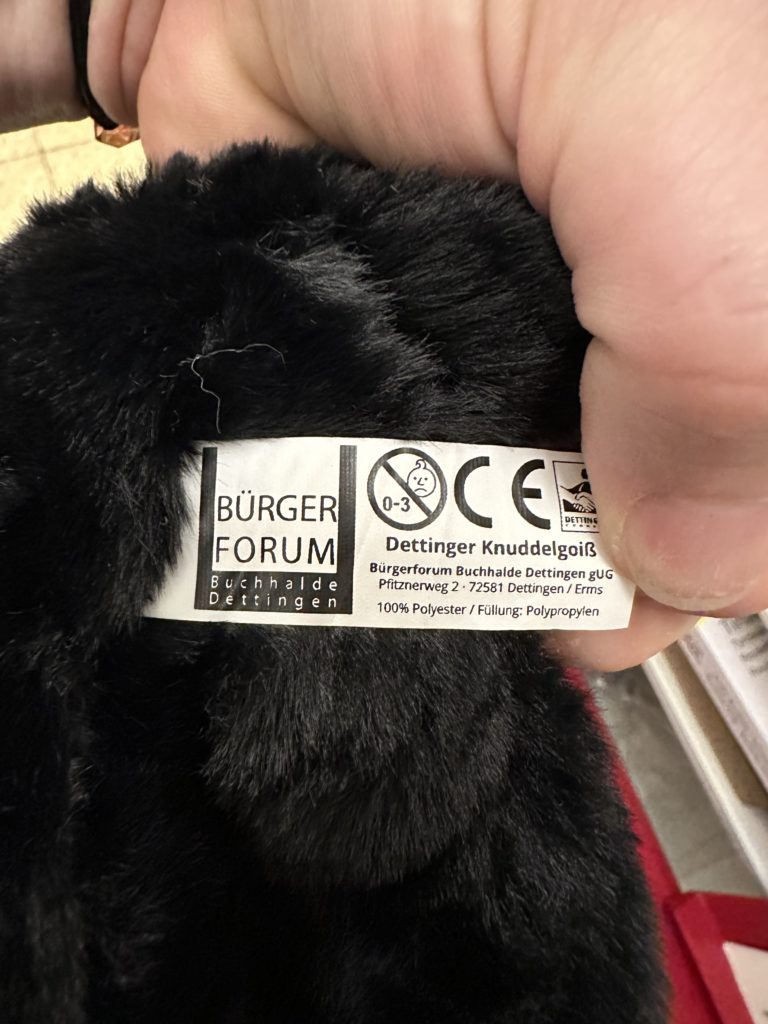 BÜRGER
FORUM
Buchhalde
Dettingen
0-3
CE
Dettinger Knuddelgoiß
Bürgerforum Buchhalde Dettingen gUG
Pfitznerweg 2 · 72581 Dettingen / Erms
100% Polyester / Füllung: Polypropylen